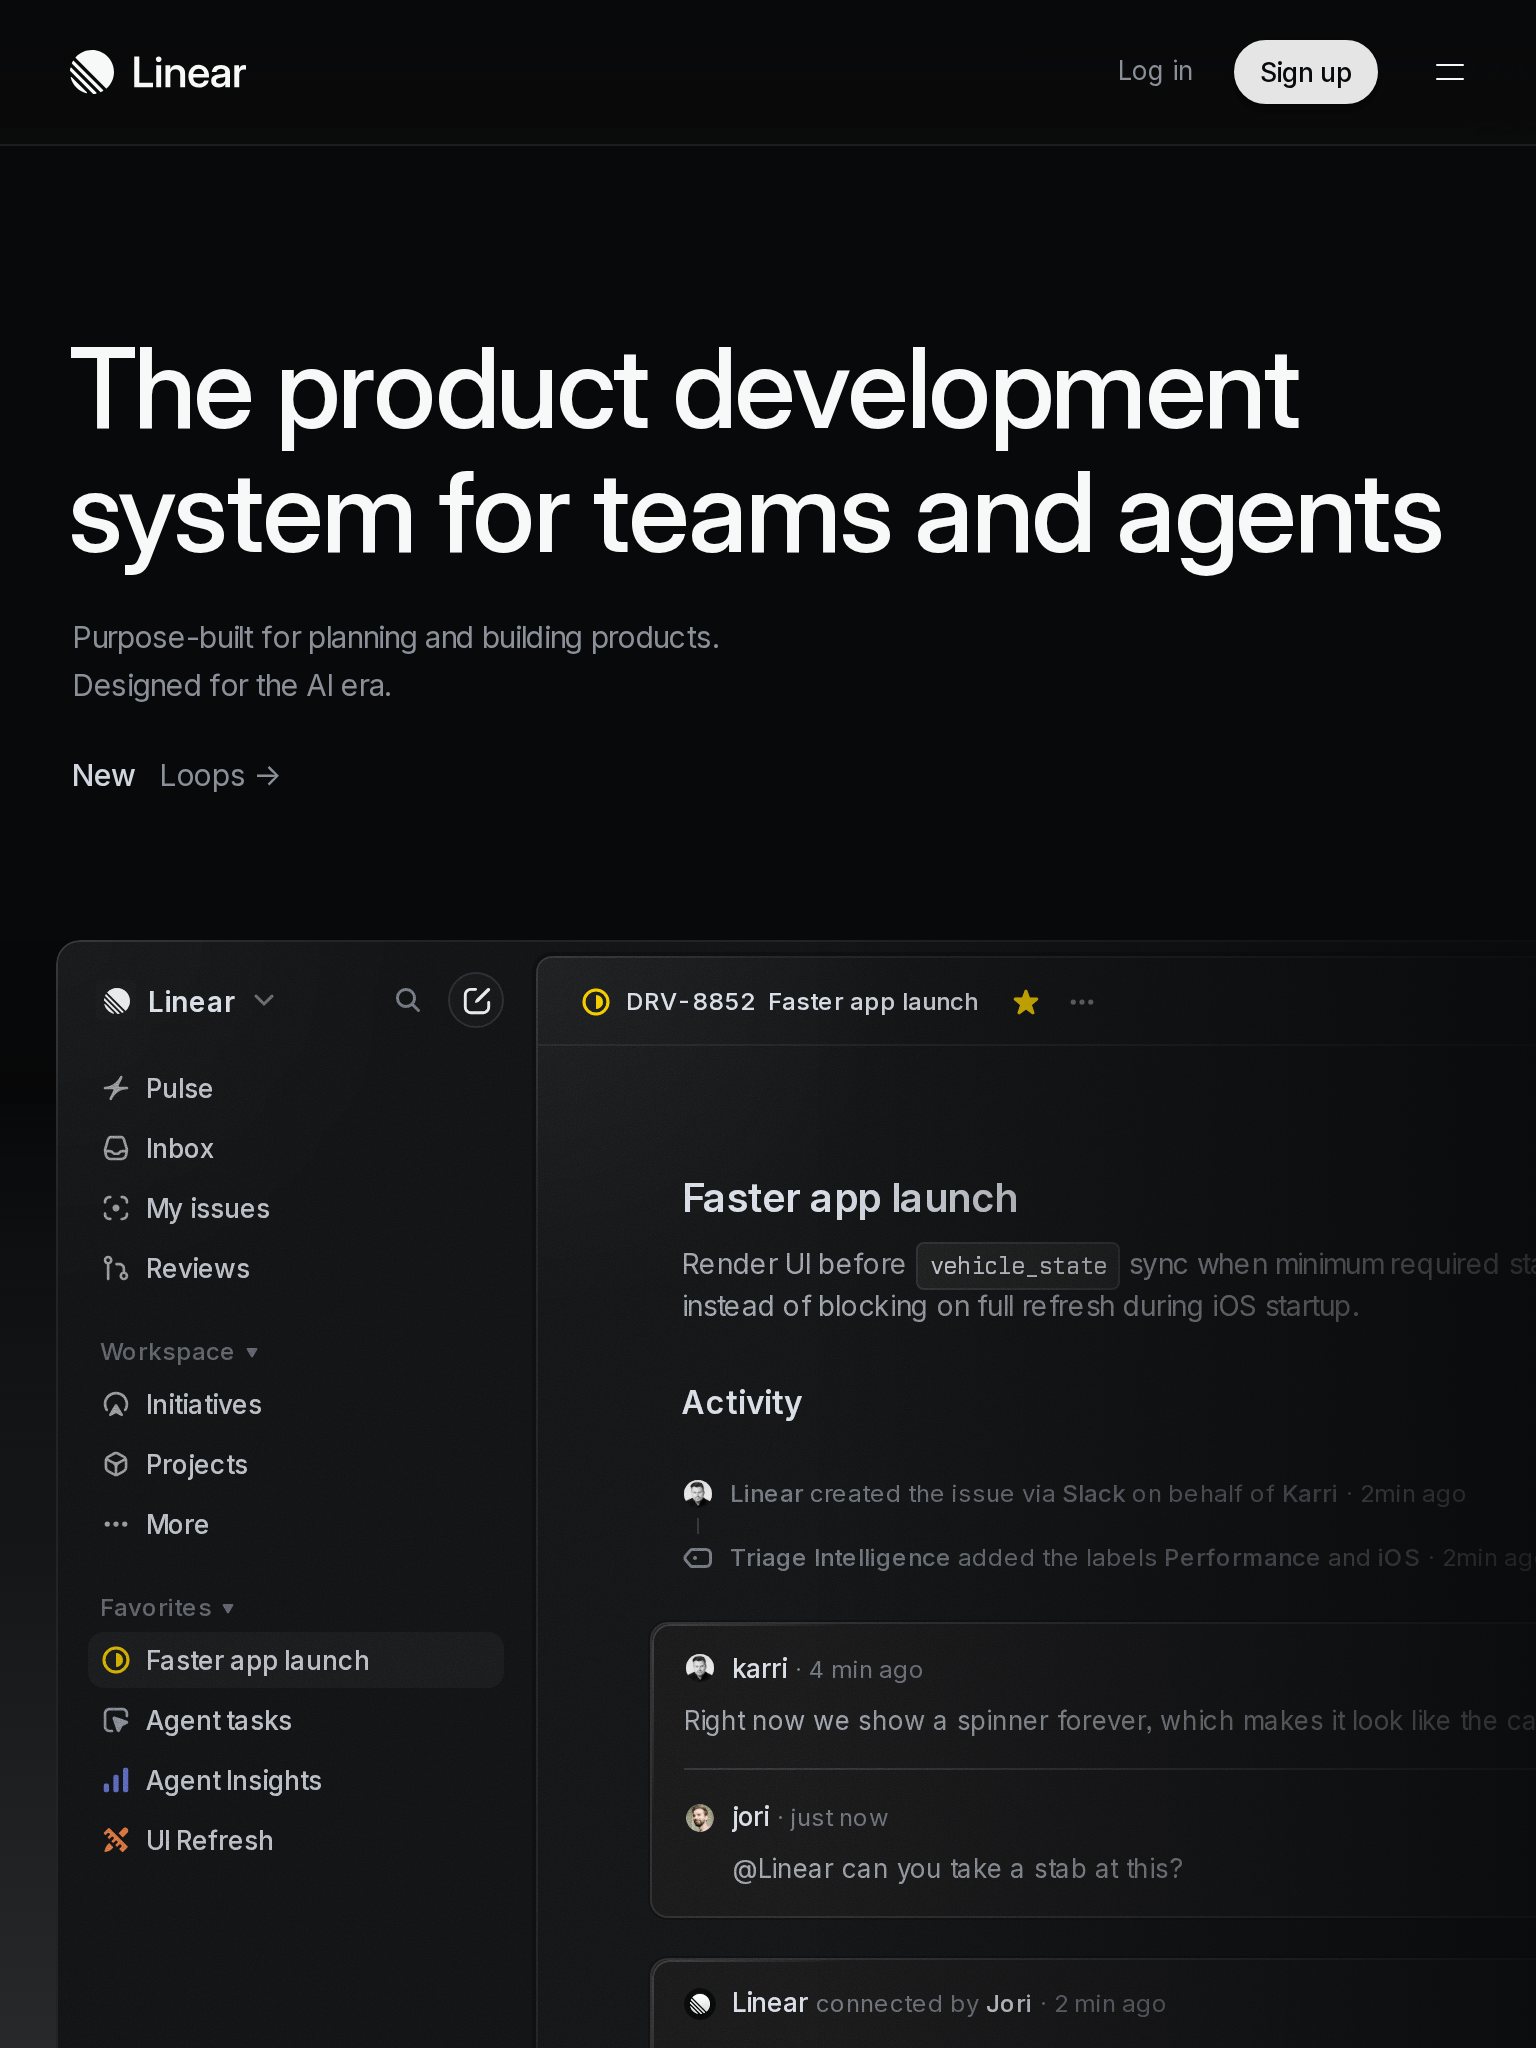 Linear
Log in
Sign up
The product development
system for teams and agents
Purpose-built for planning and building products.
Designed for the AI era.
New Loops →
Linear
Pulse
Inbox
My issues
Reviews
Workspace
Initiatives
Projects
More
Favorites
Faster app launch
Agent tasks
Agent Insights
UI Refresh
DRV-8852 Faster app launch
Faster app launch
Render UI before vehicle_state sync when minimum required
instead of blocking on full refresh during iOS startup.
Activity
Linear created the issue via Slack on behalf of Karri · 2min ago
Triage Intelligence added the labels Performance and iOS · 2min
karri · 4 min ago
Right now we show a spinner forever, which makes it look like the
jori · just now
@Linear can you take a stab at this?
Linear connected by Jori · 2 min ago